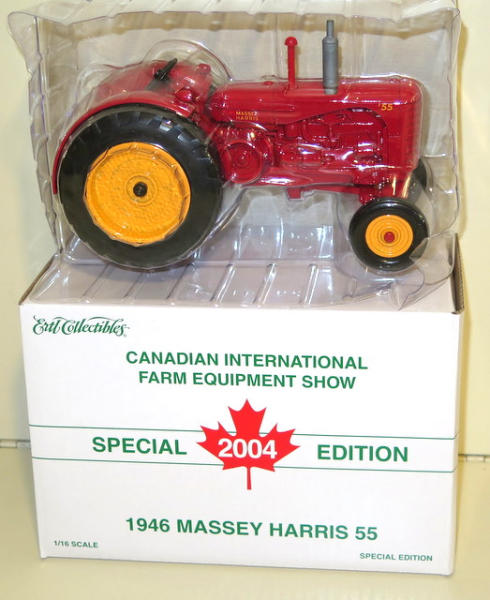 MASSEY
HARRIS
55
Ertl Collectibles
CANADIAN INTERNATIONAL
FARM EQUIPMENT SHOW
SPECIAL 2004 EDITION
1946 MASSEY HARRIS 55
1/16 SCALE
SPECIAL EDITION